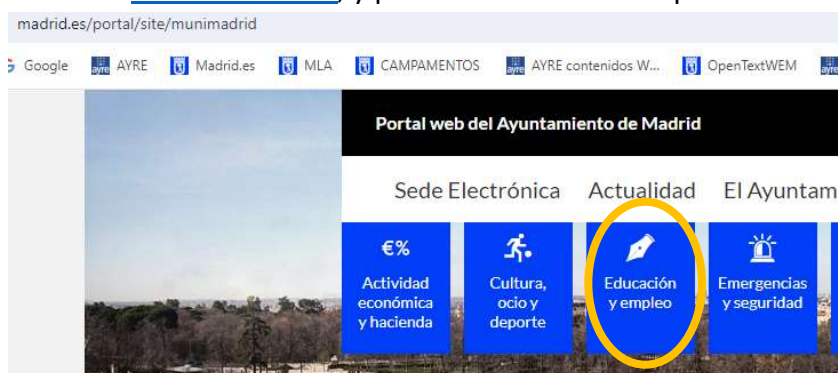 madrid.es/portal/site/munimadrid
Google AYRE Madrid.es MLA CAMPAMENTOS AYRE contenidos W... OpenTextWEM
Portal web del Ayuntamiento de Madrid
Sede Electrónica Actualidad El Ayuntam
€%
Actividad económica y hacienda
Cultura, ocio y deporte
Educación y empleo
Emergencias y seguridad